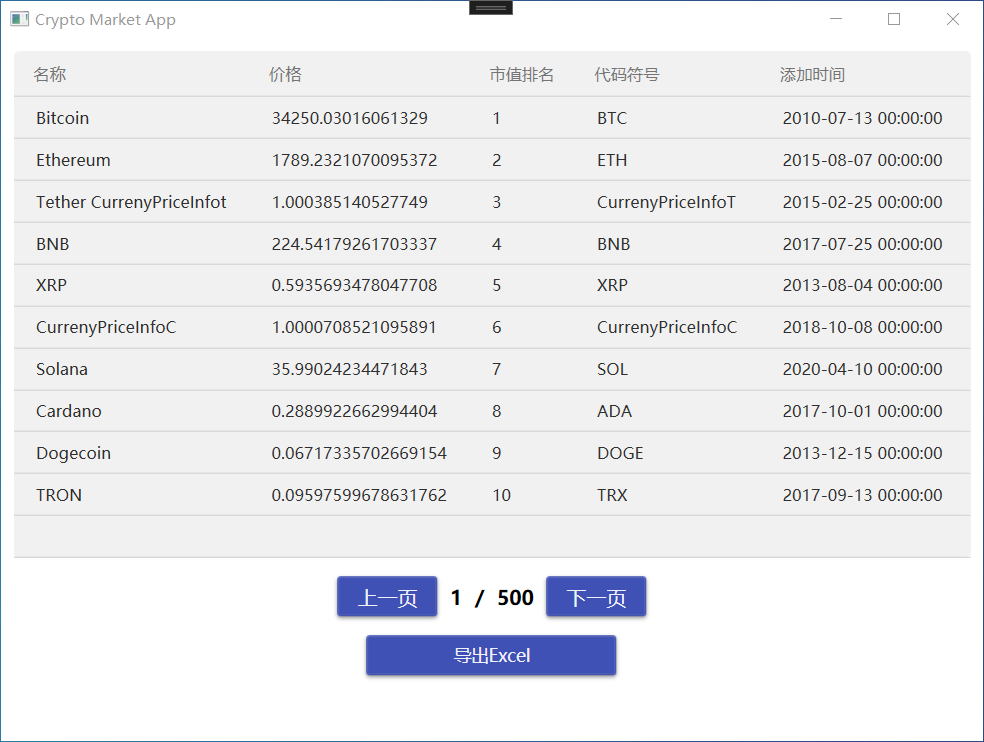 Crypto Market App
名称 价格 市值排名 代码符号 添加时间
Bitcoin 34250.03016061329 1 BTC 2010-07-13 00:00:00
Ethereum 1789.2321070095372 2 ETH 2015-08-07 00:00:00
Tether CurrenyPriceInfot 1.000385140527749 3 CurrenyPriceInfoT 2015-02-25 00:00:00
BNB 224.54179261703337 4 BNB 2017-07-25 00:00:00
XRP 0.5935693478047708 5 XRP 2013-08-04 00:00:00
CurrenyPriceInfoC 1.0000708521095891 6 CurrenyPriceInfoC 2018-10-08 00:00:00
Solana 35.99024234471843 7 SOL 2020-04-10 00:00:00
Cardano 0.2889922662994404 8 ADA 2017-10-01 00:00:00
Dogecoin 0.06717335702669154 9 DOGE 2013-12-15 00:00:00
TRON 0.09597599678631762 10 TRX 2017-09-13 00:00:00
上一页 1 / 500 下一页
导出Excel